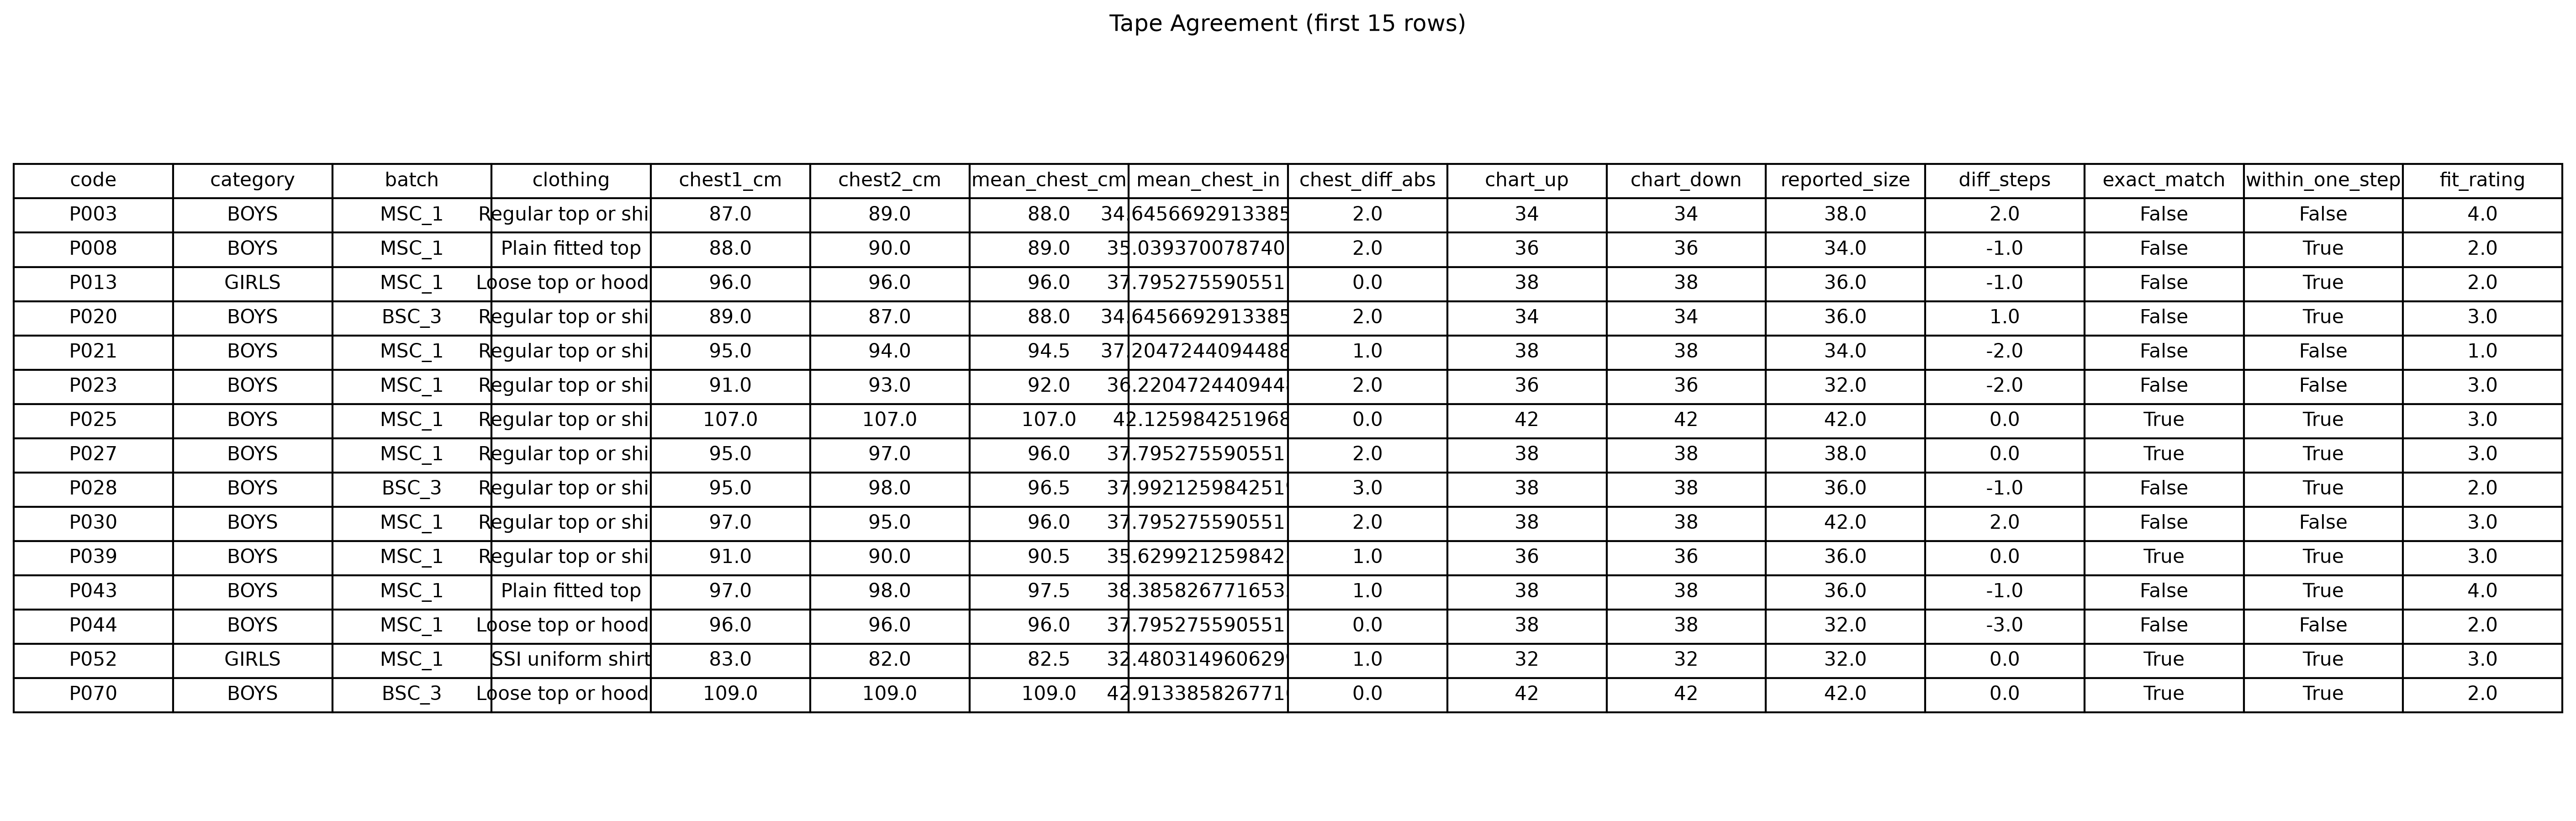 Tape Agreement (first 15 rows)
code category batch clothing chest1_cm chest2_cm mean_chest_cm mean_chest_in chest_diff_abs chart_up chart_down reported_size diff_steps exact_match within_one_step fit_rating
P003 BOYS MSC_1 Regular top or shi 87.0 89.0 88.0 34.6456692913385 2.0 34 34 38.0 2.0 False False 4.0
P008 BOYS MSC_1 Plain fitted top 88.0 90.0 89.0 35.039370078740 2.0 36 36 34.0 -1.0 False True 2.0
P013 GIRLS MSC_1 Loose top or hood 96.0 96.0 96.0 37.795275590551 0.0 38 38 36.0 -1.0 False True 2.0
P020 BOYS BSC_3 Regular top or shi 89.0 87.0 88.0 34.6456692913385 2.0 34 34 36.0 1.0 False True 3.0
P021 BOYS MSC_1 Regular top or shi 95.0 94.0 94.5 37.2047244094488 1.0 38 38 34.0 -2.0 False False 1.0
P023 BOYS MSC_1 Regular top or shi 91.0 93.0 92.0 36.220472440944 2.0 36 36 32.0 -2.0 False False 3.0
P025 BOYS MSC_1 Regular top or shi 107.0 107.0 107.0 42.125984251968 0.0 42 42 42.0 0.0 True True 3.0
P027 BOYS MSC_1 Regular top or shi 95.0 97.0 96.0 37.795275590551 2.0 38 38 38.0 0.0 True True 3.0
P028 BOYS BSC_3 Regular top or shi 95.0 98.0 96.5 37.992125984251 3.0 38 38 36.0 -1.0 False True 2.0
P030 BOYS MSC_1 Regular top or shi 97.0 95.0 96.0 37.795275590551 2.0 38 38 42.0 2.0 False False 3.0
P039 BOYS MSC_1 Regular top or shi 91.0 90.0 90.5 35.629921259842 1.0 36 36 36.0 0.0 True True 3.0
P043 BOYS MSC_1 Plain fitted top 97.0 98.0 97.5 38.385826771653 1.0 38 38 36.0 -1.0 False True 4.0
P044 BOYS MSC_1 Loose top or hood 96.0 96.0 96.0 37.795275590551 0.0 38 38 32.0 -3.0 False False 2.0
P052 GIRLS MSC_1 SSI uniform shirt 83.0 82.0 82.5 32.480314960629 1.0 32 32 32.0 0.0 True True 3.0
P070 BOYS BSC_3 Loose top or hood 109.0 109.0 109.0 42.91338582677 0.0 42 42 42.0 0.0 True True 2.0